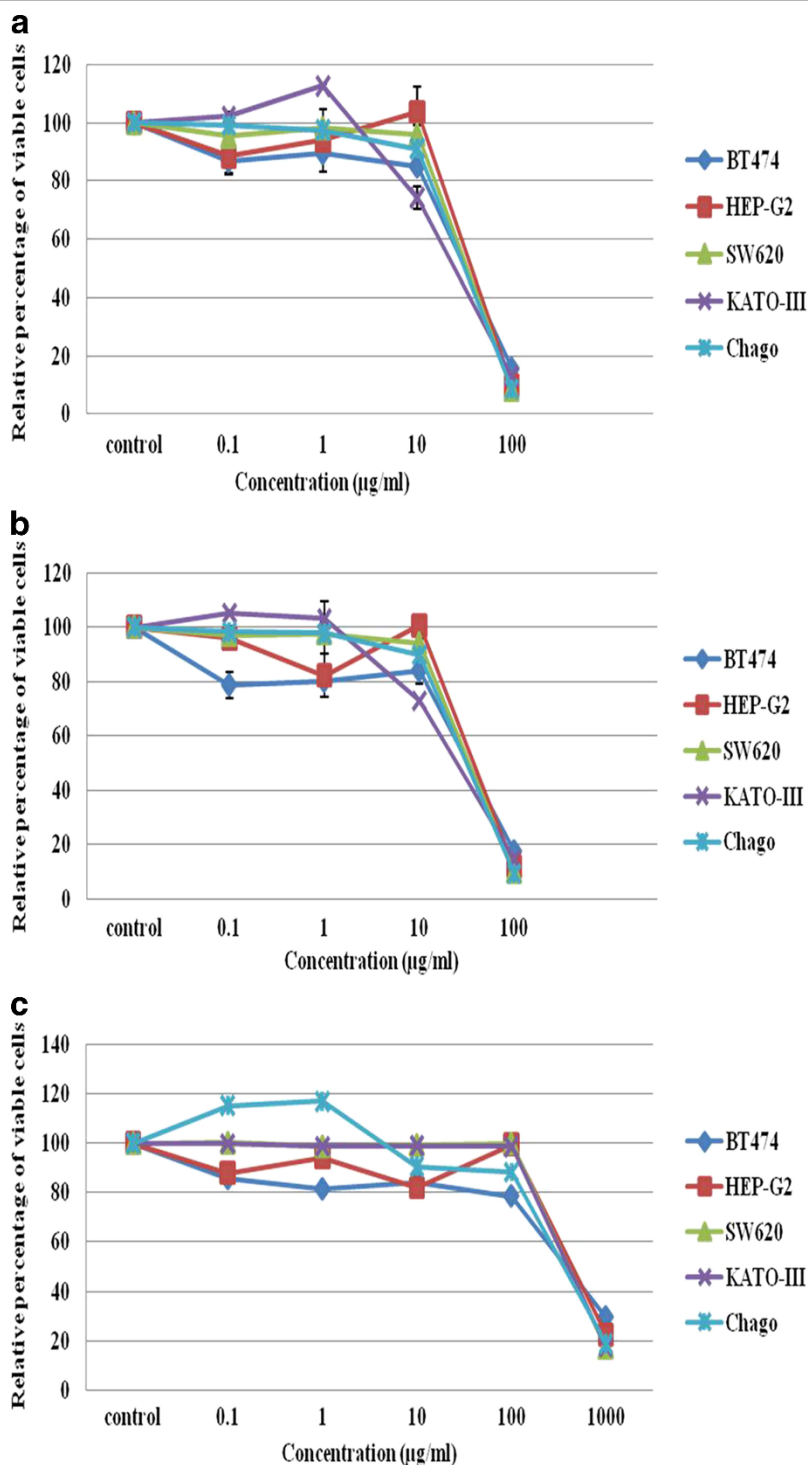 a
Relative percentage of viable cells
120
100
80
60
40
20
0
control 0.1 1 10 100
Concentration (µg/ml)
BT474
HEP-G2
SW620
KATO-III
Chago
b
Relative percentage of viable cells
120
100
80
60
40
20
0
control 0.1 1 10 100
Concentration (µg/ml)
BT474
HEP-G2
SW620
KATO-III
Chago
c
Relative percentage of viable cells
140
120
100
80
60
40
20
0
control 0.1 1 10 100 1000
Concentration (µg/ml)
BT474
HEP-G2
SW620
KATO-III
Chago